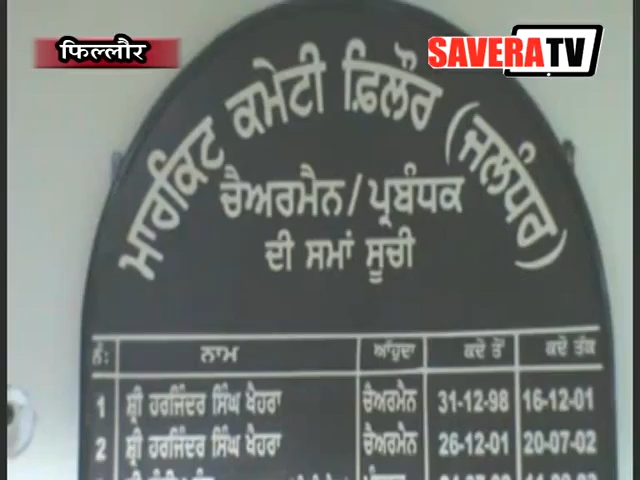 फिल्लौर
SAVERA TV
ਮਾਰਕਿਟ ਕਮੇਟੀ ਫ਼ਿਲੌਰ (ਜਲੰਧਰ)
ਚੈਅਰਮੈਨ/ਪ੍ਰਬੰਧਕ
ਦੀ ਸਮਾਂ ਸੂਚੀ
ਨੰ: ਨਾਮ ਅਹੁਦਾ ਕਦੋ ਤੋਂ ਕਦੋ ਤੱਕ
1 ਸ਼੍ਰੀ ਹਰਜਿੰਦਰ ਸਿੰਘ ਖੈਹਰਾ ਚੈਅਰਮੈਨ 31-12-98 16-12-01
2 ਸ਼੍ਰੀ ਹਰਜਿੰਦਰ ਸਿੰਘ ਖੈਹਰਾ ਚੈਅਰਮੈਨ 26-12-01 20-07-02